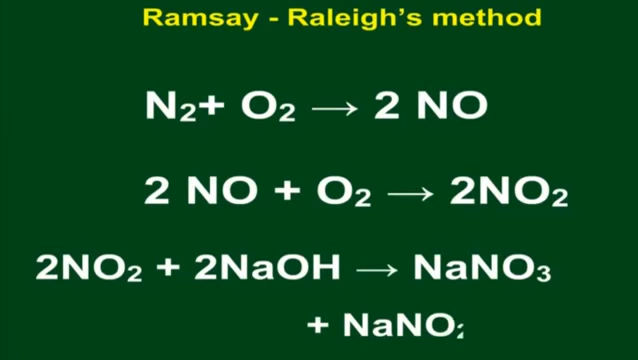 Ramsay - Raleigh's method
N₂+ O₂ → 2 NO
2 NO + O₂ → 2NO₂
2NO₂ + 2NaOH → NaNO₃
+ NaNO₂